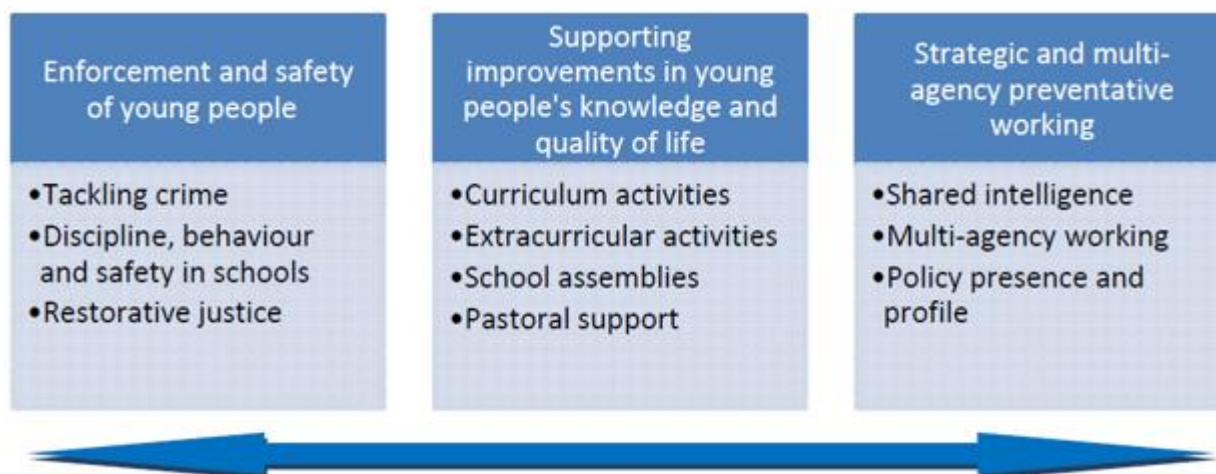 Enforcement and safety
of young people
•Tackling crime
•Discipline, behaviour
and safety in schools
•Restorative justice
Supporting
improvements in young
people's knowledge and
quality of life
•Curriculum activities
•Extracurricular activities
•School assemblies
•Pastoral support
Strategic and multi-
agency preventative
working
•Shared intelligence
•Multi-agency working
•Policy presence and
profile